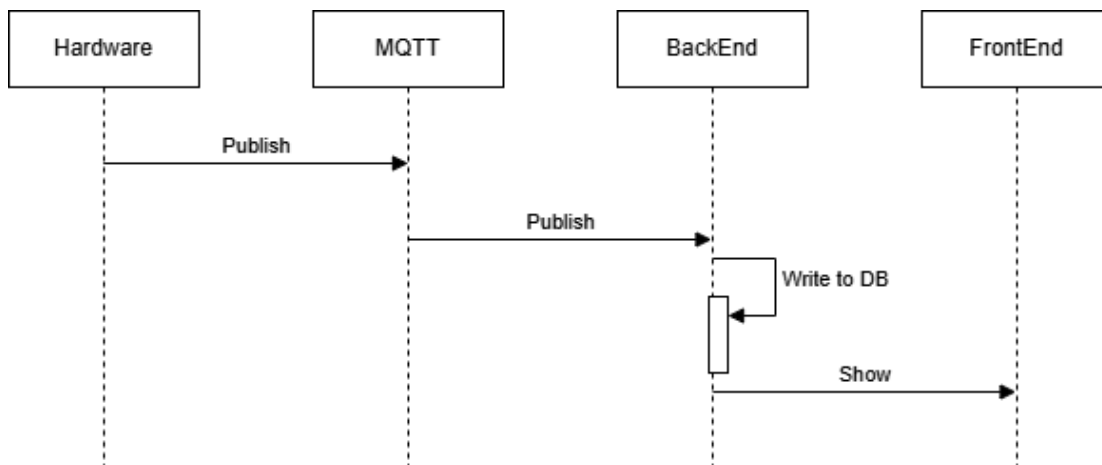 Hardware
MQTT
BackEnd
FrontEnd
Publish
Publish
Write to DB
Show